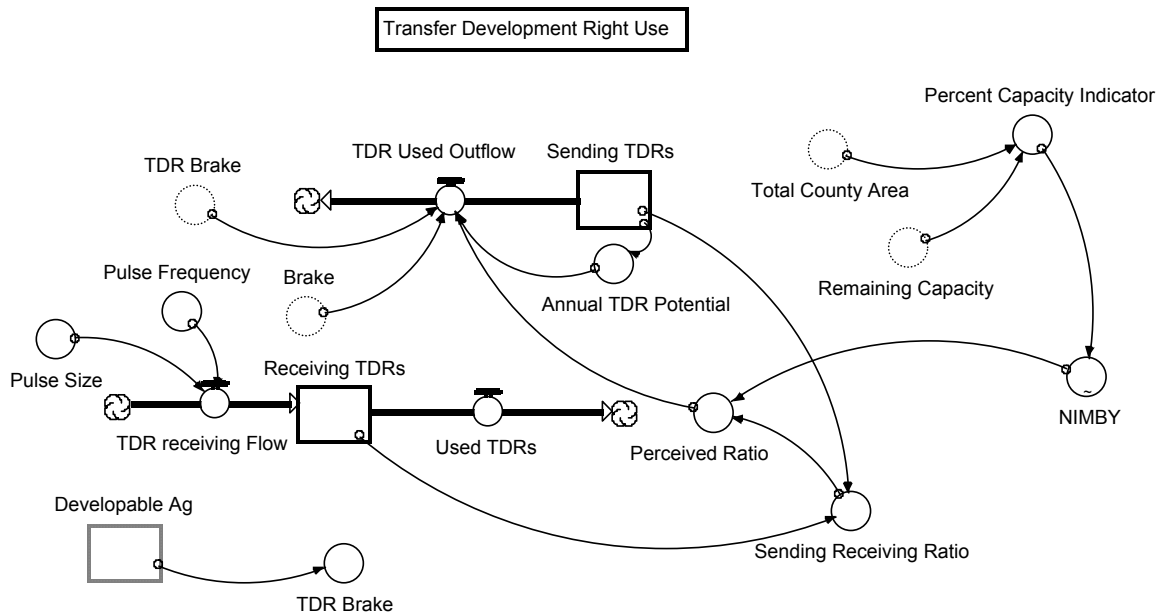 Transfer Development Right Use
Percent Capacity Indicator
TDR Used Outflow
Sending TDRs
TDR Brake
Total County Area
Pulse Frequency
Brake
Annual TDR Potential
Remaining Capacity
Pulse Size
Receiving TDRs
~
NIMBY
TDR receiving Flow
Used TDRs
Perceived Ratio
Developable Ag
Sending Receiving Ratio
TDR Brake